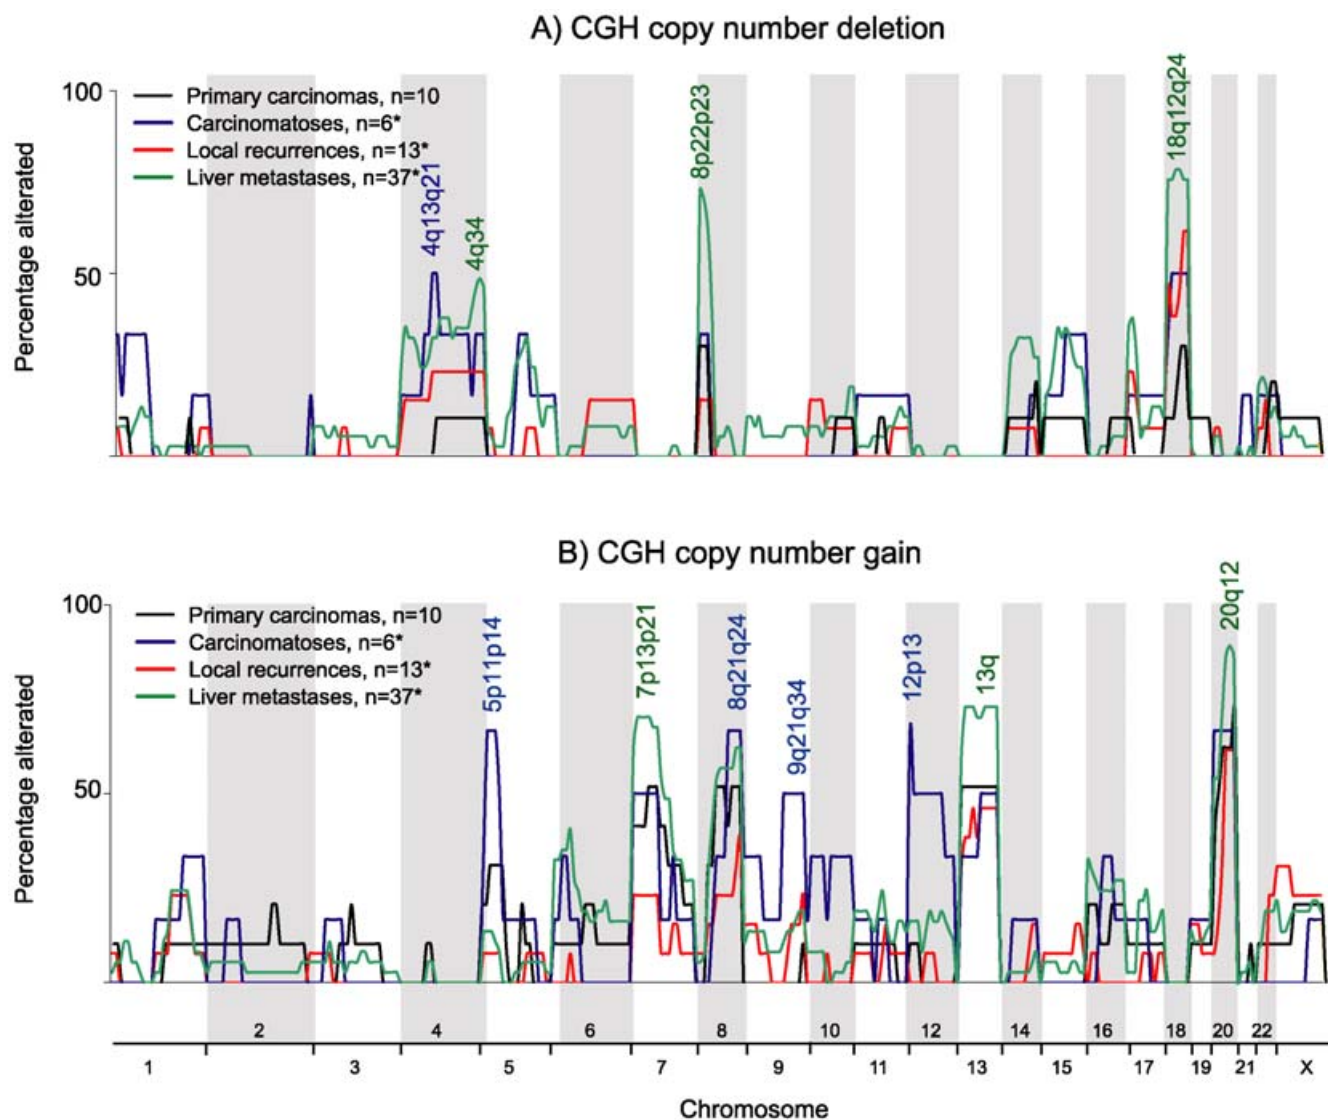 A) CGH copy number deletion
Percentage alterated
100
50
Primary carcinomas, n=10
Carcinomatoses, n=6*
Local recurrences, n=13*
Liver metastases, n=37*
4q13q21
4q34
8p22p23
18q12q24
B) CGH copy number gain
Percentage alterated
100
50
Primary carcinomas, n=10
Carcinomatoses, n=6*
Local recurrences, n=13*
Liver metastases, n=37*
5p11p14
7p13p21
8q21q24
9q21q34
12p13
13q
20q12
2 4 6 8 10 12 14 16 18 20 22
1 3 5 7 9 11 13 15 17 19 21 X
Chromosome